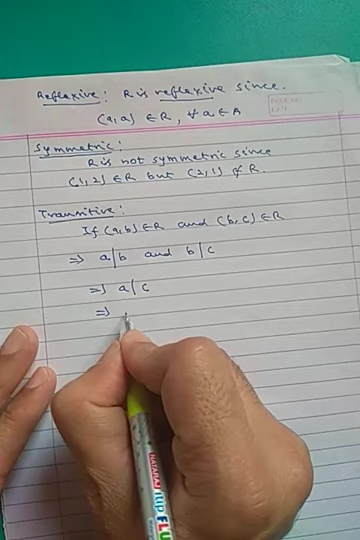 Reflexive: R is reflexive since.
(a,a) ∈ R, ∀ a ∈ A
Symmetric:
R is not symmetric since
(1,2) ∈ R but (2,1) ∉ R.
Transitive:
If (a,b) ∈ R and (b,c) ∈ R
⇒ a|b and b|c
⇒ a|c
⇒